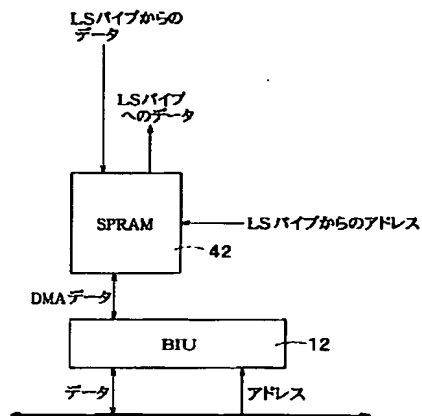 LSパイプからの
データ
LSパイプ
へのデータ
SPRAM
LSパイプからのアドレス
42
DMAデータ
BIU
12
データ
アドレス